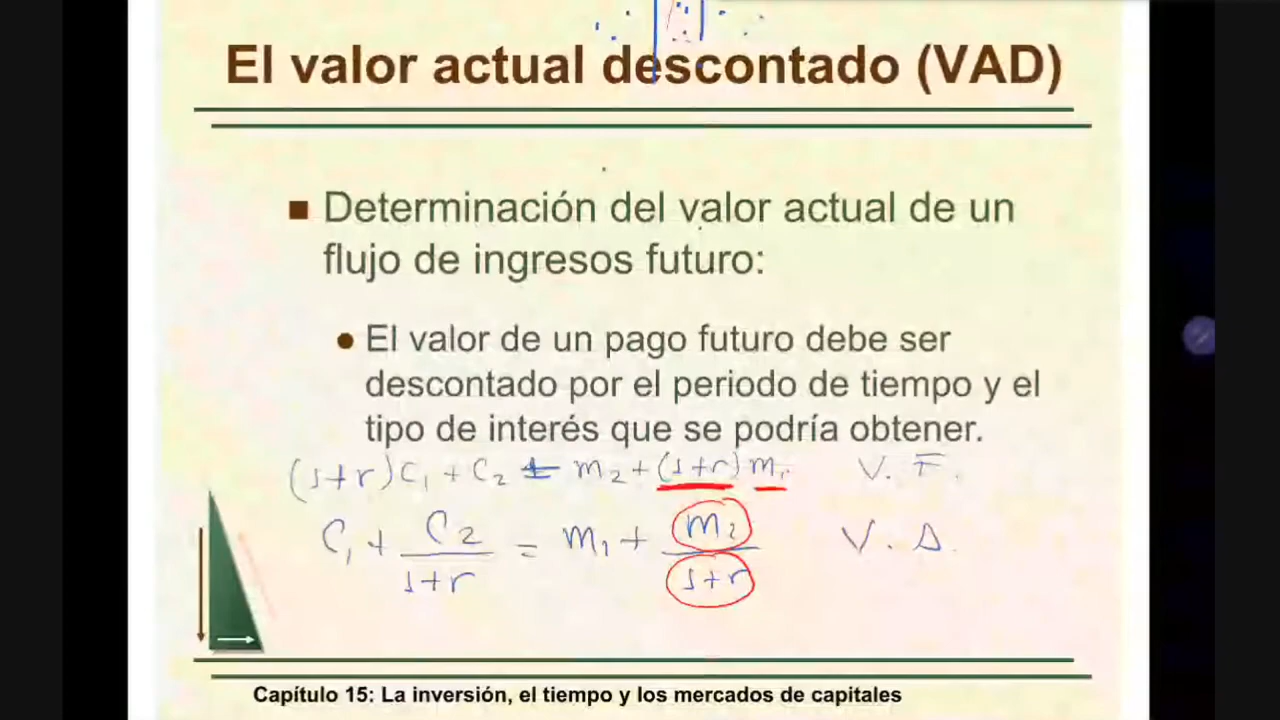 El valor actual descontado (VAD)
■ Determinación del valor actual de un
flujo de ingresos futuro:
● El valor de un pago futuro debe ser
descontado por el periodo de tiempo y el
tipo de interés que se podría obtener.
(1+r)C₁ + C₂ = m₂ + (1+r) m₁ V. F.
C₁ + C₂/(1+r) = m₁ + m₂/(1+r) V. A.
Capítulo 15: La inversión, el tiempo y los mercados de capitales